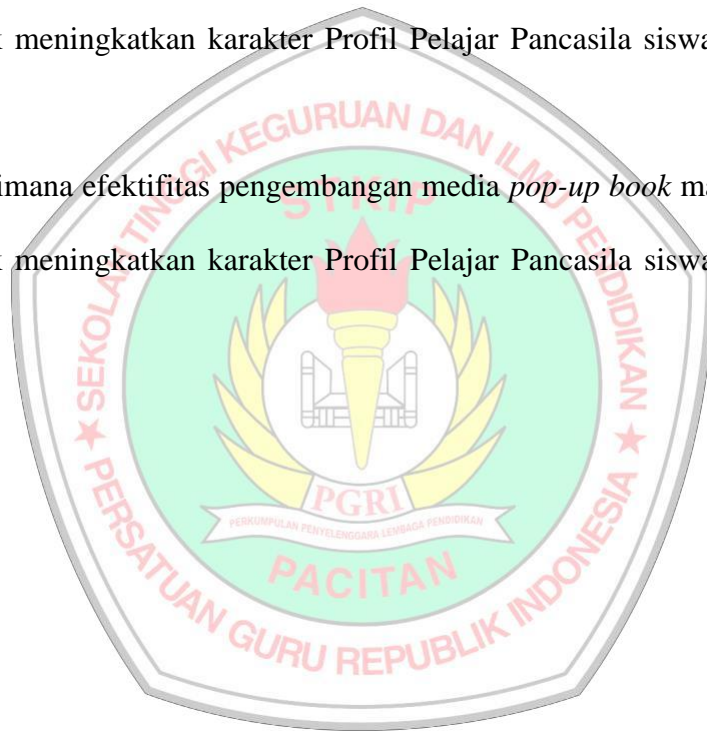 meningkatkan karakter Profil Pelajar Pancasila siswa
imana efektifitas pengembangan media pop-up book ma
meningkatkan karakter Profil Pelajar Pancasila siswa
SEKOLAH TINGGI KEGURUAN DAN ILMU PENDIDIKAN
STKIP
PGRI
PERKUMPULAN PENYELENGGARA LEMBAGA PENDIDIKAN
PACITAN
★ PERSATUAN GURU REPUBLIK INDONESIA ★